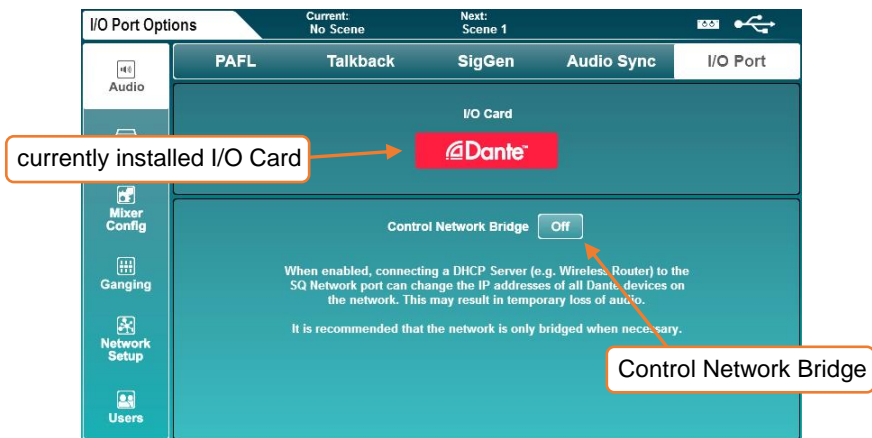 I/O Port Options
Current:
No Scene
Next:
Scene 1
PAFL
Talkback
SigGen
Audio Sync
I/O Port
Audio
I/O Card
Dante™
currently installed I/O Card
Mixer
Config
Control Network Bridge
Off
Ganging
When enabled, connecting a DHCP Server (e.g. Wireless Router) to the
SQ Network port can change the IP addresses of all Dante devices on
the network. This may result in temporary loss of audio.
It is recommended that the network is only bridged when necessary.
Network
Setup
Control Network Bridge
Users